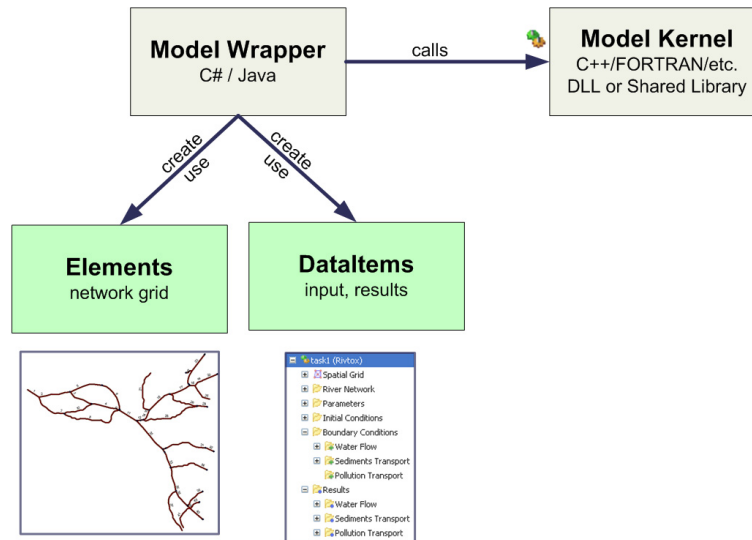 Model Wrapper
C# / Java
calls
Model Kernel
C++/FORTRAN/etc.
DLL or Shared Library
create
use
create
use
Elements
network grid
DataItems
input, results
task1 (Rivtox)
Spatial Grid
River Network
Parameters
Initial Conditions
Boundary Conditions
Water Flow
Sediments Transport
Pollution Transport
Results
Water Flow
Sediments Transport
Pollution Transport